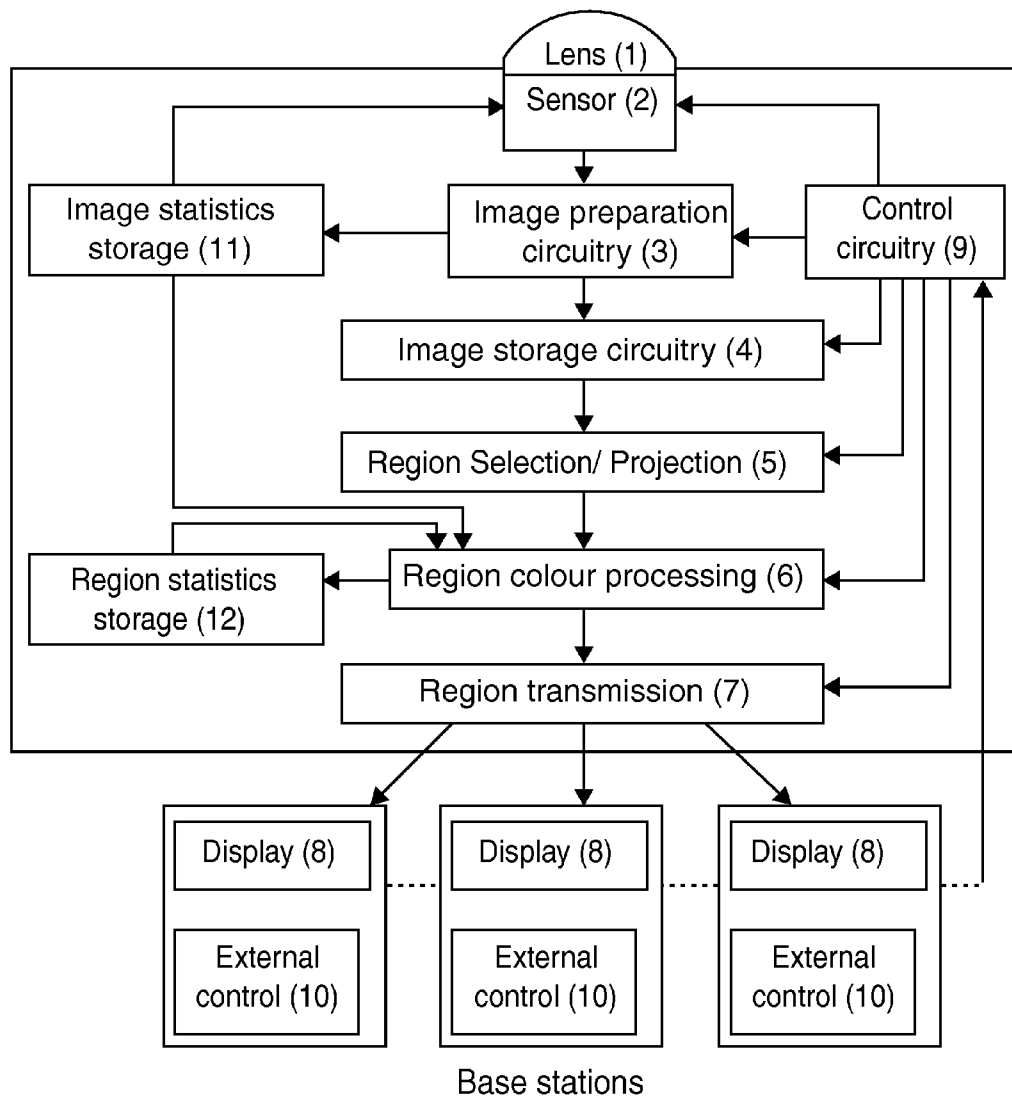 Lens (1)
Sensor (2)
Image statistics
storage (11)
Image preparation
circuitry (3)
Control
circuitry (9)
Image storage circuitry (4)
Region Selection/ Projection (5)
Region statistics
storage (12)
Region colour processing (6)
Region transmission (7)
Display (8)
Display (8)
Display (8)
External
control (10)
External
control (10)
External
control (10)
Base stations